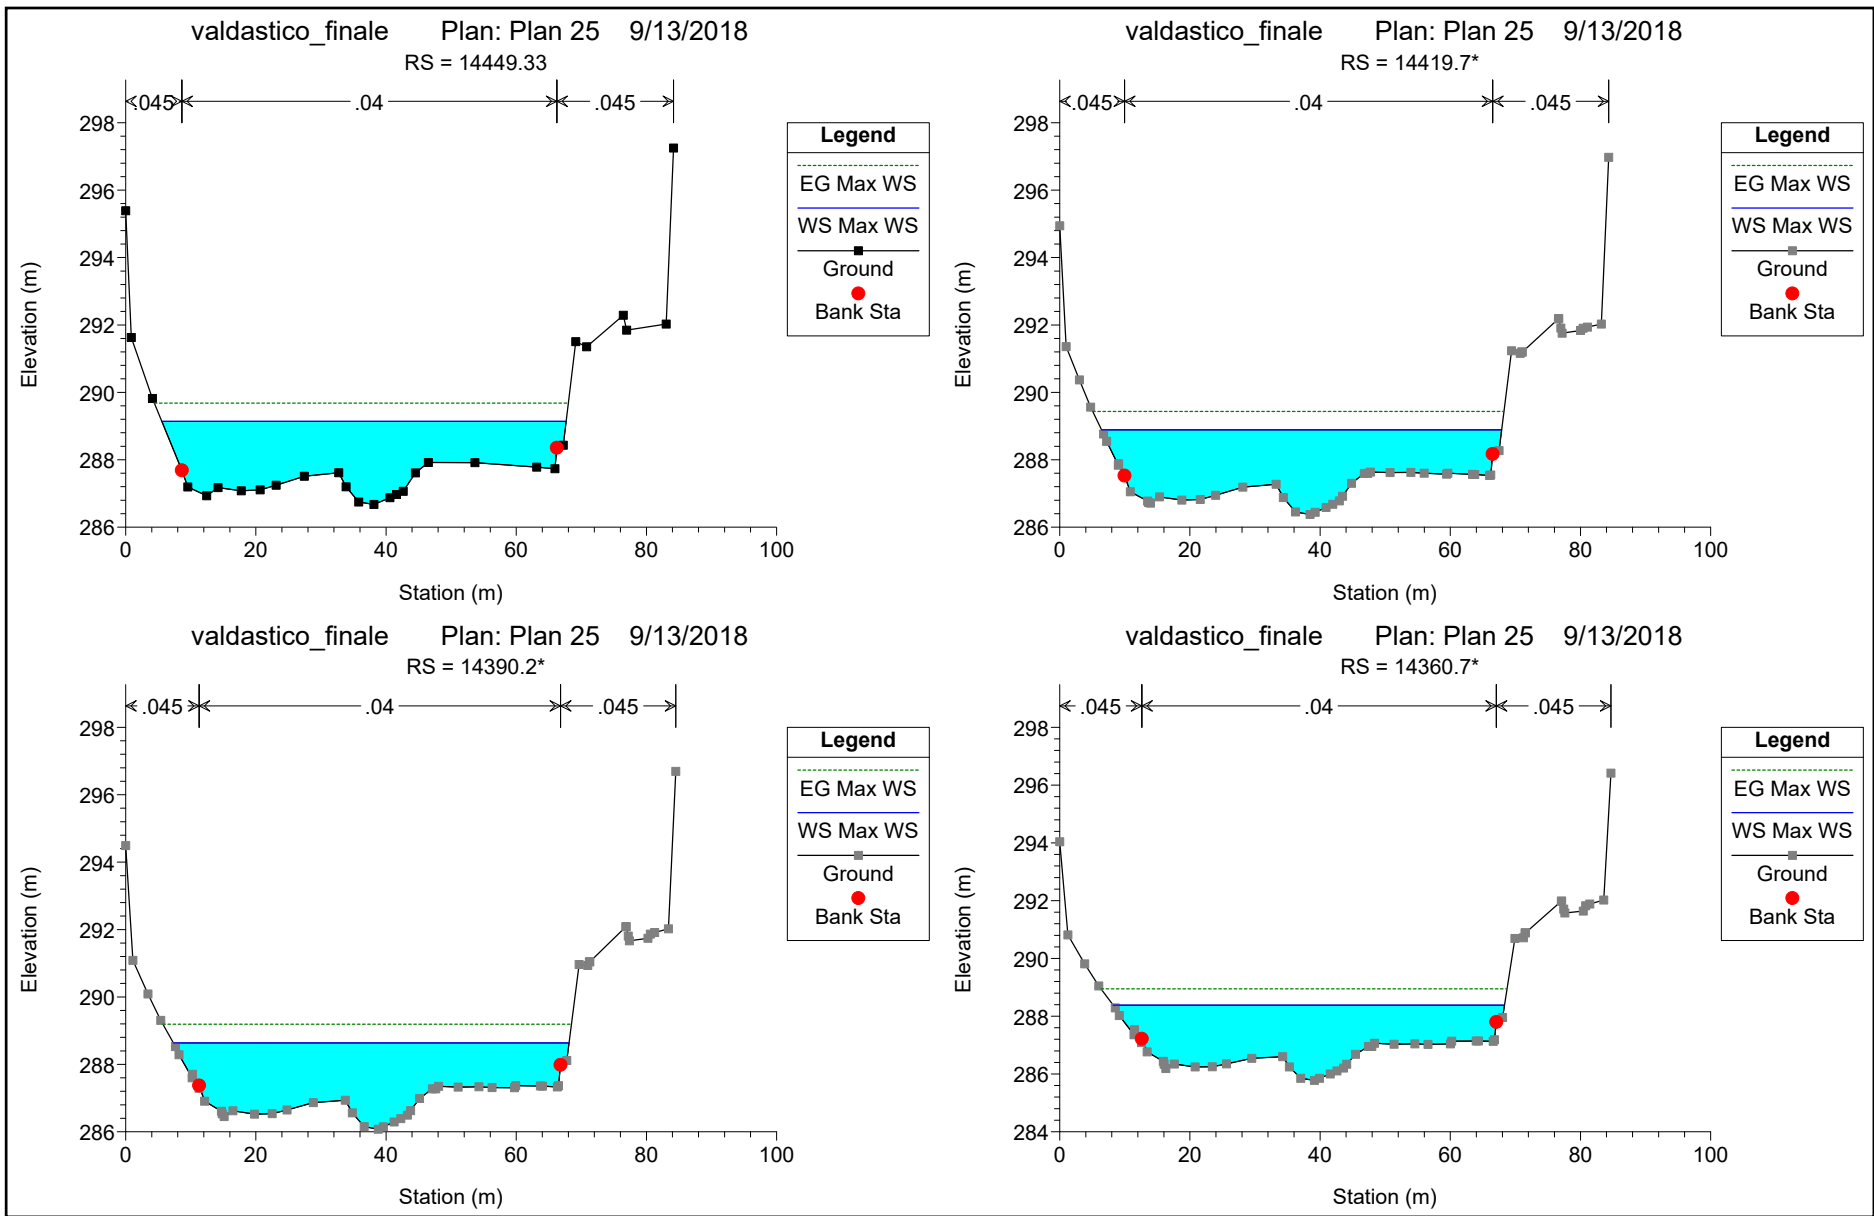 valdastico_finale Plan: Plan 25 9/13/2018
RS = 14449.33
.045 .04 .045
298
296
294
292
290
288
286
0 20 40 60 80 100
Elevation (m)
Station (m)
Legend
EG Max WS
WS Max WS
Ground
Bank Sta
valdastico_finale Plan: Plan 25 9/13/2018
RS = 14419.7*
.045 .04 .045
298
296
294
292
290
288
286
0 20 40 60 80 100
Elevation (m)
Station (m)
Legend
EG Max WS
WS Max WS
Ground
Bank Sta
valdastico_finale Plan: Plan 25 9/13/2018
RS = 14390.2*
.045 .04 .045
298
296
294
292
290
288
286
0 20 40 60 80 100
Elevation (m)
Station (m)
Legend
EG Max WS
WS Max WS
Ground
Bank Sta
valdastico_finale Plan: Plan 25 9/13/2018
RS = 14360.7*
.045 .04 .045
298
296
294
292
290
288
286
284
0 20 40 60 80 100
Elevation (m)
Station (m)
Legend
EG Max WS
WS Max WS
Ground
Bank Sta